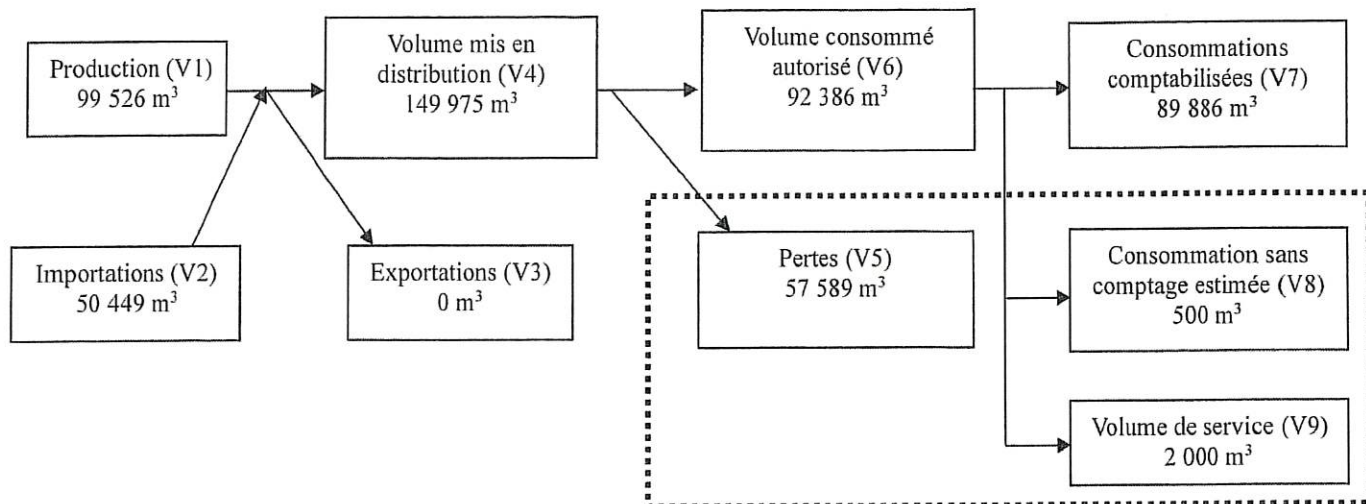 Production (V1)
99 526 m³
Volume mis en
distribution (V4)
149 975 m³
Volume consommé
autorisé (V6)
92 386 m³
Consommations
comptabilisées (V7)
89 886 m³
Importations (V2)
50 449 m³
Exportations (V3)
0 m³
Pertes (V5)
57 589 m³
Consommation sans
comptage estimée (V8)
500 m³
Volume de service (V9)
2 000 m³